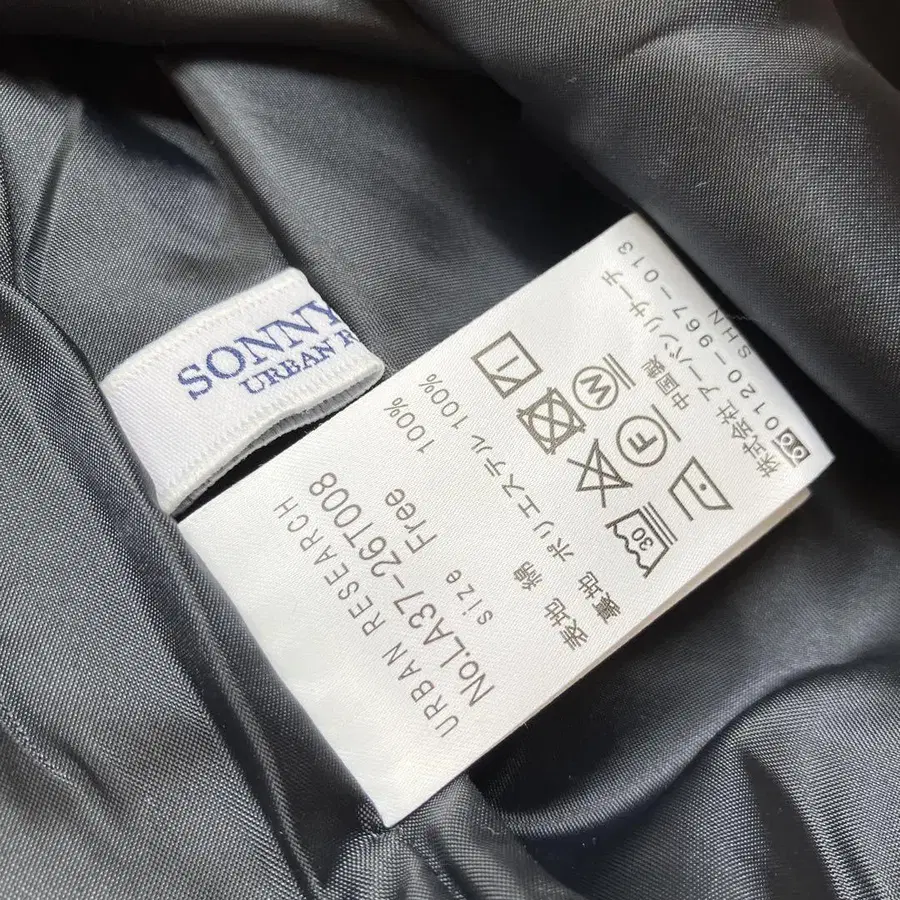 SONNY
URBAN R
URBAN RESEARCH
No.LA37-26T008
size Free
表地 綿 100%
裏地 ポリエステル 100%
30
W
F
中国製
株式会社アーバンリサーチ
0120-967-013
SHN